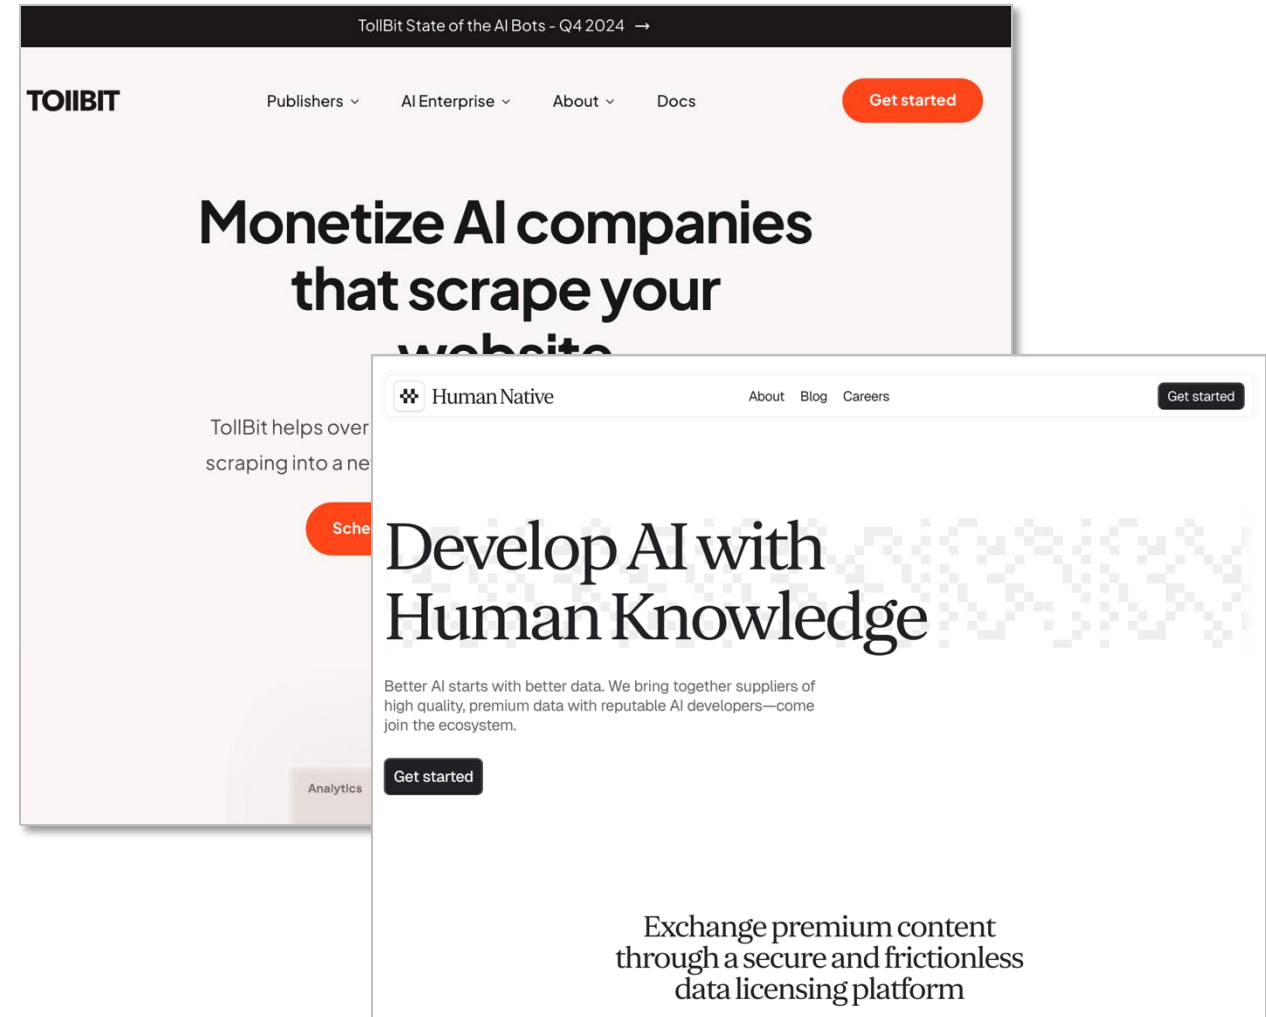 TollBit State of the AI Bots - Q4 2024 →
TOllBIT
Publishers
AI Enterprise
About
Docs
Get started
Monetize AI companies
that scrape your
website
TollBit helps over
scraping into a ne
Sche
Analytics
Human Native
About
Blog
Careers
Get started
Develop AI with
Human Knowledge
Better AI starts with better data. We bring together suppliers of
high quality, premium data with reputable AI developers—come
join the ecosystem.
Get started
Exchange premium content
through a secure and frictionless
data licensing platform